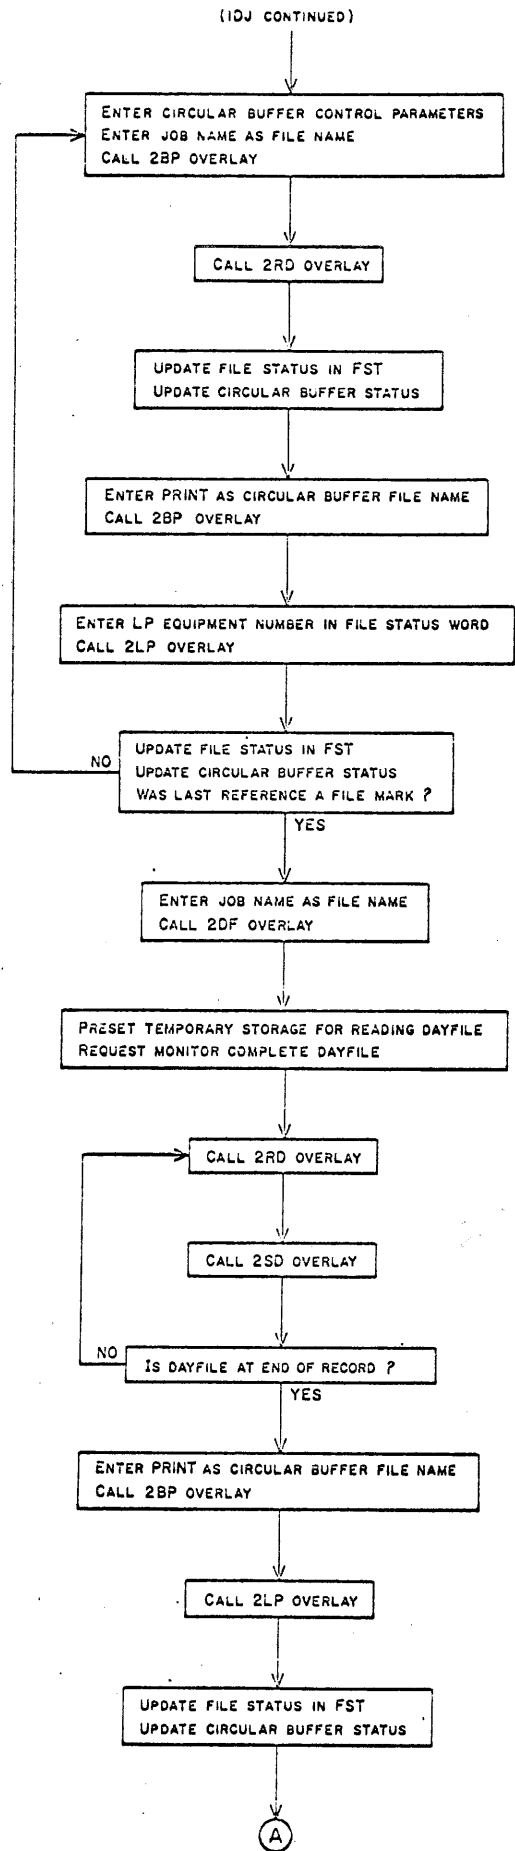 (1DJ CONTINUED)
ENTER CIRCULAR BUFFER CONTROL PARAMETERS
ENTER JOB NAME AS FILE NAME
CALL 2BP OVERLAY
CALL 2RD OVERLAY
UPDATE FILE STATUS IN FST
UPDATE CIRCULAR BUFFER STATUS
ENTER PRINT AS CIRCULAR BUFFER FILE NAME
CALL 2BP OVERLAY
ENTER LP EQUIPMENT NUMBER IN FILE STATUS WORD
CALL 2LP OVERLAY
NO
UPDATE FILE STATUS IN FST
UPDATE CIRCULAR BUFFER STATUS
WAS LAST REFERENCE A FILE MARK ?
YES
ENTER JOB NAME AS FILE NAME
CALL 2DF OVERLAY
PRESET TEMPORARY STORAGE FOR READING DAYFILE
REQUEST MONITOR COMPLETE DAYFILE
CALL 2RD OVERLAY
CALL 2SD OVERLAY
NO
IS DAYFILE AT END OF RECORD ?
YES
ENTER PRINT AS CIRCULAR BUFFER FILE NAME
CALL 2BP OVERLAY
CALL 2LP OVERLAY
UPDATE FILE STATUS IN FST
UPDATE CIRCULAR BUFFER STATUS
A